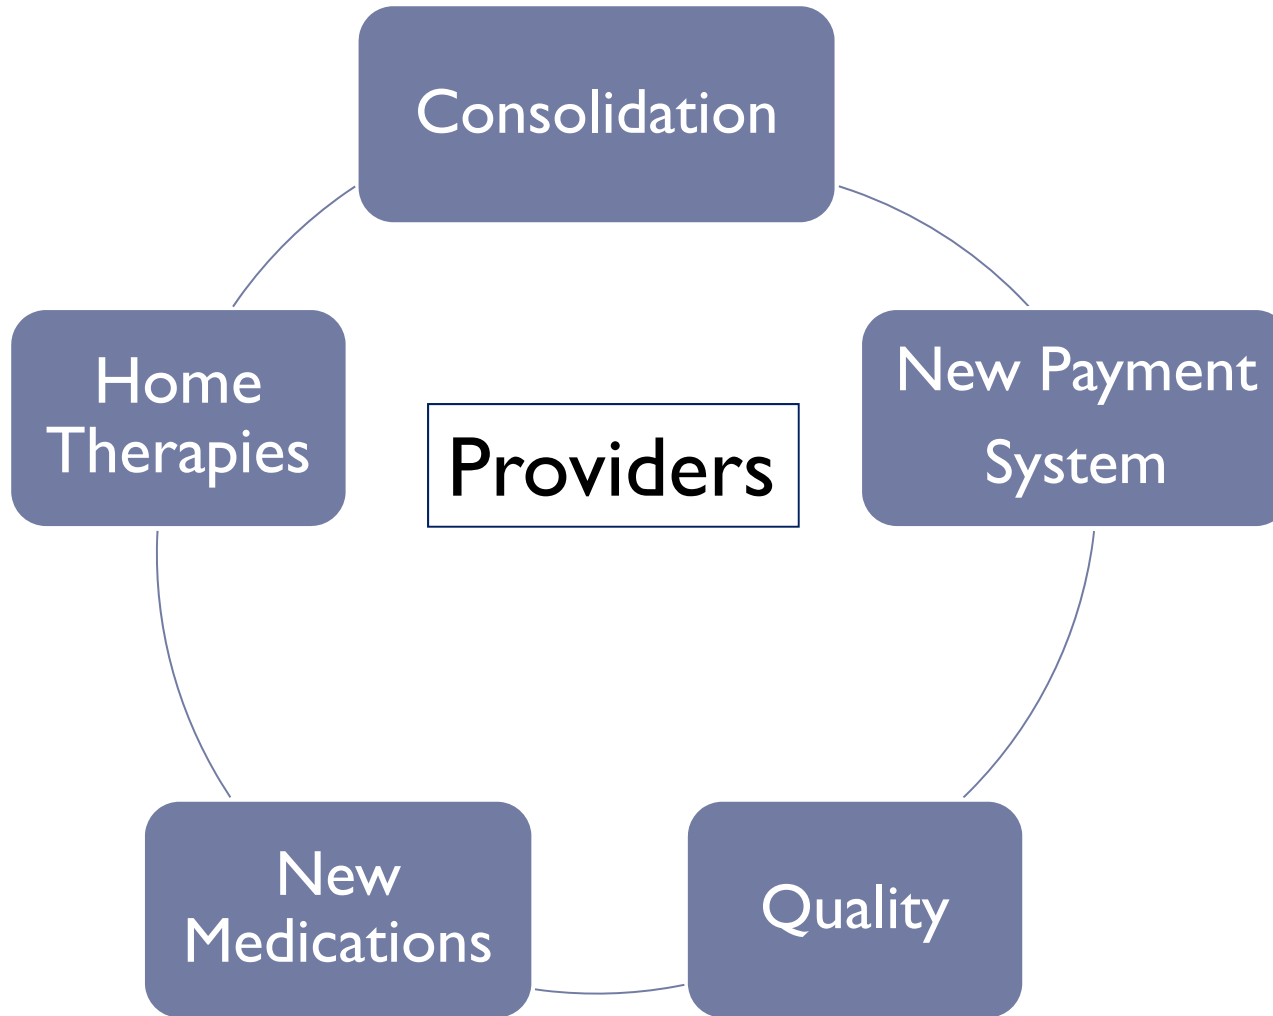 Consolidation
Home
Therapies
Providers
New Payment
System
New
Medications
Quality